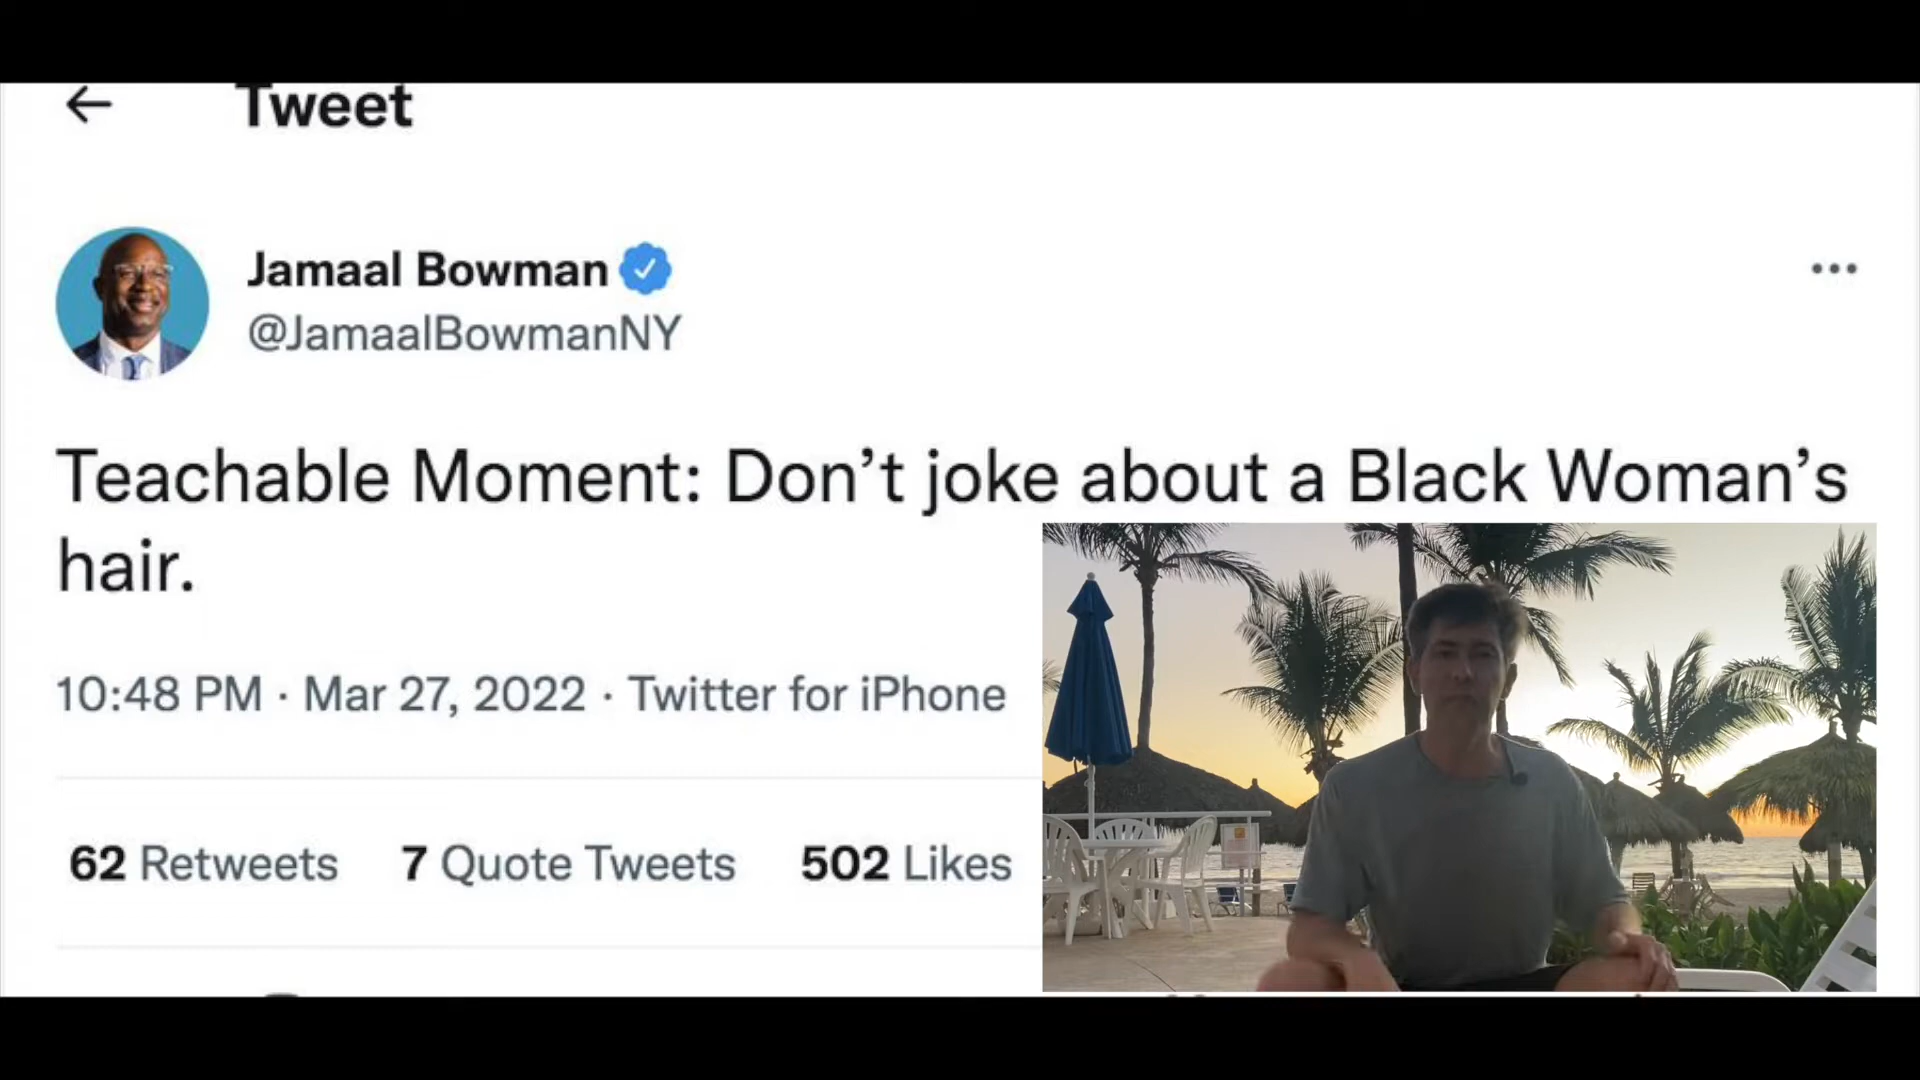 Tweet
Jamaal Bowman
@JamaalBowmanNY
Teachable Moment: Don’t joke about a Black Woman’s
hair.
10:48 PM · Mar 27, 2022 · Twitter for iPhone
62 Retweets 7 Quote Tweets 502 Likes